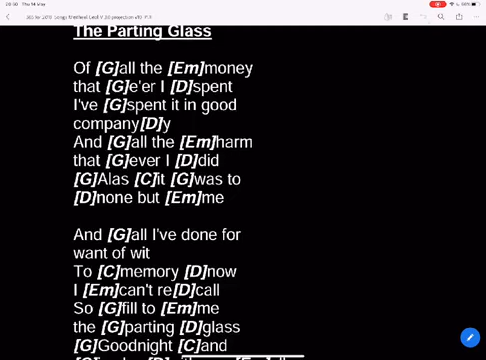 Thu 14 May
The Parting Glass
Of [G]all the [Em]money
that [G]e'er I [D]spent
I've [G]spent it in good
company[D]y
And [G]all the [Em]harm
that [G]ever I [D]did
[G]Alas [C]it [G]was to
[D]none but [Em]me
And [G]all I've done for
want of wit
To [C]memory [D]now
I [Em]can't re[D]call
So [G]fill to [Em]me
the [G]parting [D]glass
[G]Goodnight [C]and